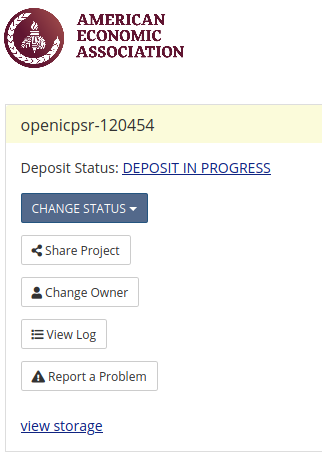 AMERICAN
ECONOMIC
ASSOCIATION
openicpsr-120454
Deposit Status: DEPOSIT IN PROGRESS
CHANGE STATUS
Share Project
Change Owner
View Log
Report a Problem
view storage